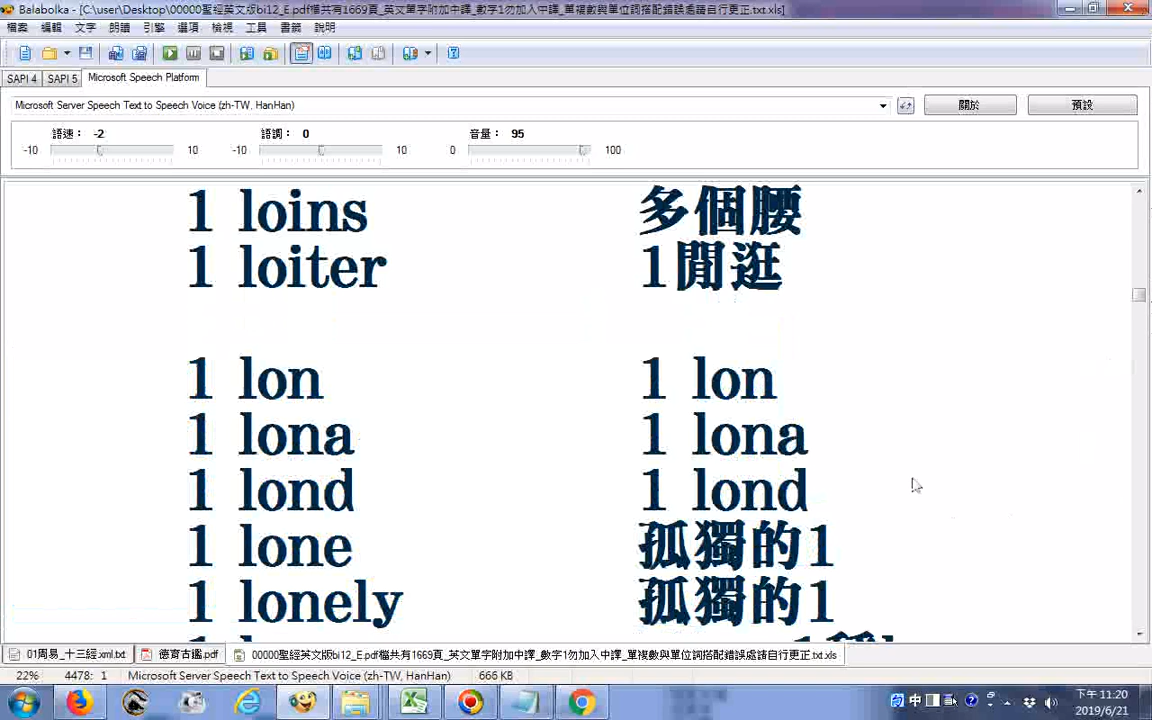 Balabolka - [C:\user\Desktop\00000聖經英文版bi12_E.pdf檔共有1669頁_英文單字附加中譯_數字1勿加入中譯_單複數與單位詞搭配錯誤處請自行更正.txt.xls]
檔案 編輯 文字 朗讀 引擎 選項 檢視 工具 書籤 說明
SAPI 4 SAPI 5 Microsoft Speech Platform
Microsoft Server Speech Text to Speech Voice (zh-TW, HanHan) 關於 預設
語速： -2 語調： 0 音量： 95
-10 10 -10 10 0 100
1 loins 多個腰
1 loiter 1閒逛
1 lon 1 lon
1 lona 1 lona
1 lond 1 lond
1 lone 孤獨的1
1 lonely 孤獨的1
01周易_十三經.xml.txt 德育古鑑.pdf 00000聖經英文版bi12_E.pdf檔共有1669頁_英文單字附加中譯_數字1勿加入中譯_單複數與單位詞搭配錯誤處請自行更正.txt.xls
22% 4478: 1 Microsoft Server Speech Text to Speech Voice (zh-TW, HanHan) 666 KB
中 下午 11:20
2019/6/21